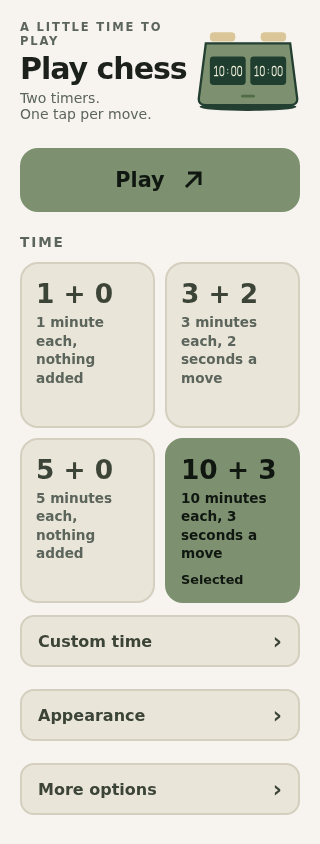 A LITTLE TIME TO
PLAY
Play chess
Two timers.
One tap per move.
10:00 10:00
Play
TIME
1 + 0
1 minute
each,
nothing
added
3 + 2
3 minutes
each, 2
seconds a
move
5 + 0
5 minutes
each,
nothing
added
10 + 3
10 minutes
each, 3
seconds a
move
Selected
Custom time
Appearance
More options